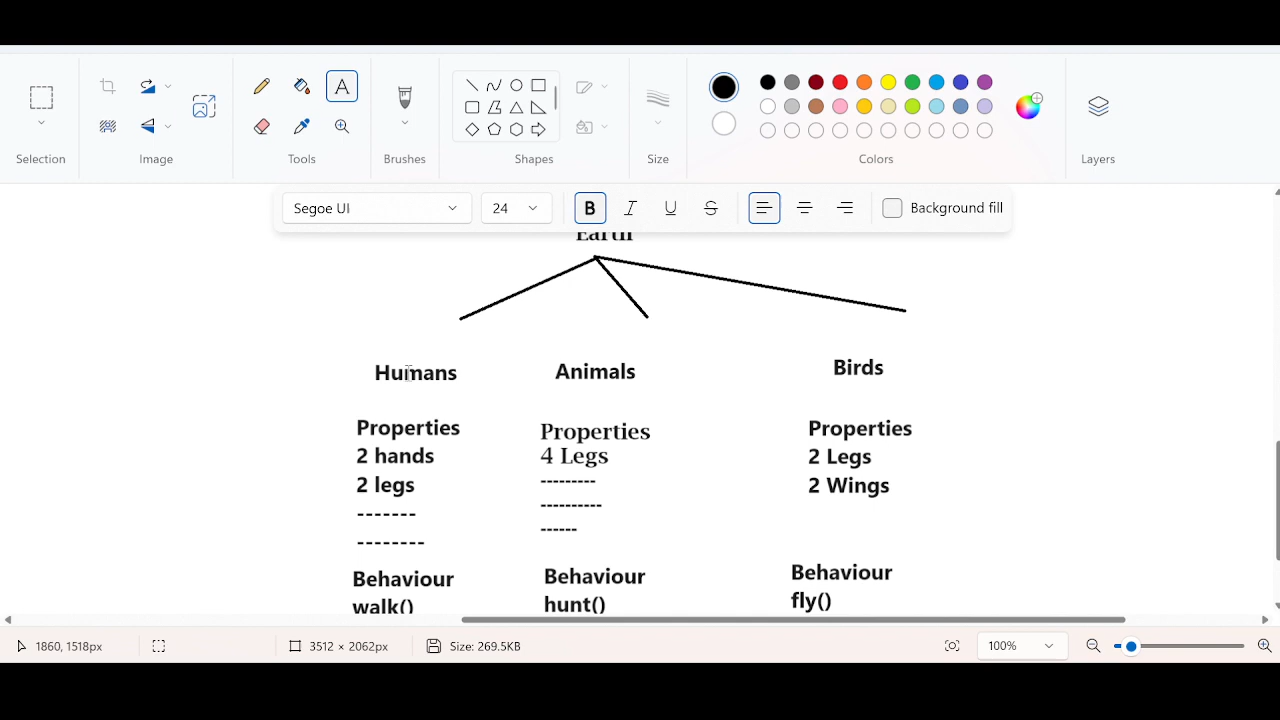 Selection
Image
Tools
Brushes
Shapes
Size
Colors
Layers
Segoe UI
24
B I U S
Background fill
Earth
Humans
Animals
Birds
Properties
2 hands
2 legs
-------
--------
Behaviour
walk()
Properties
4 Legs
---------
----------
------
Behaviour
hunt()
Properties
2 Legs
2 Wings
Behaviour
fly()
1860, 1518px
3512 × 2062px
Size: 269.5KB
100%